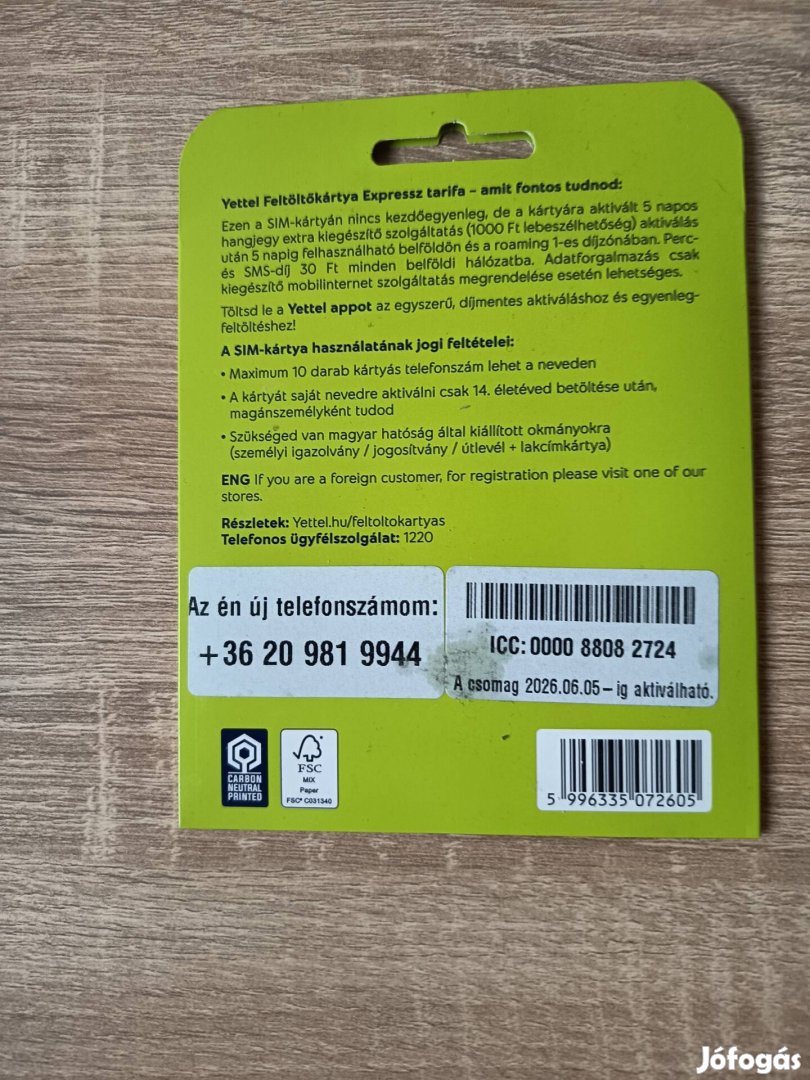 Yettel Feltöltőkártya Expressz tarifa – amit fontos tudnod:
Ezen a SIM-kártyán nincs kezdőegyenleg, de a kártyára aktivált 5 napos
hangjegy extra kiegészítő szolgáltatás (1000 Ft lebeszélhetőség) aktiválás
után 5 napig felhasználható belföldön és a roaming 1-es díjzónában. Perc-
és SMS-díj 30 Ft minden belföldi hálózatba. Adatforgalmazás csak
kiegészítő mobilinternet szolgáltatás megrendelése esetén lehetséges.
Töltsd le a Yettel appot az egyszerű, díjmentes aktiváláshoz és egyenleg-
feltöltéshez!
A SIM-kártya használatának jogi feltételei:
• Maximum 10 darab kártyás telefonszám lehet a neveden
• A kártyát saját nevedre aktiválni csak 14. életéved betöltése után,
magánszemélyként tudod
• Szükséged van magyar hatóság által kiállított okmányokra
(személyi igazolvány / jogosítvány / útlevél + lakcímkártya)
ENG If you are a foreign customer, for registration please visit one of our
stores.
Részletek: Yettel.hu/feltoltokartyas
Telefonos ügyfélszolgálat: 1220
Az én új telefonszámom:
+36 20 981 9944
ICC: 0000 8808 2724
A csomag 2026.06.05 – ig aktiválható.
CARBON
NEUTRAL
PRINTED
FSC
MIX
Paper
FSC® C031340
5 996335 072605
Jófogás